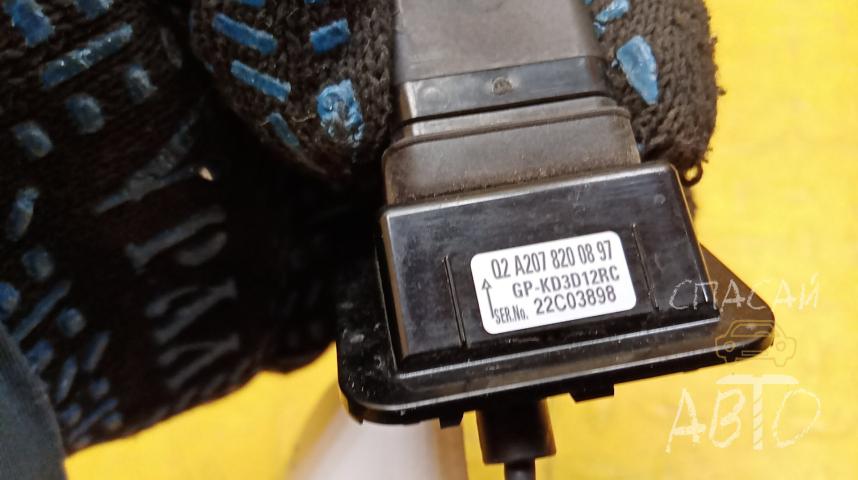 02 A207 820 08 97
GP-KD3D12RC
SER.No. 22C03898
СПАСАЙ
АВТО